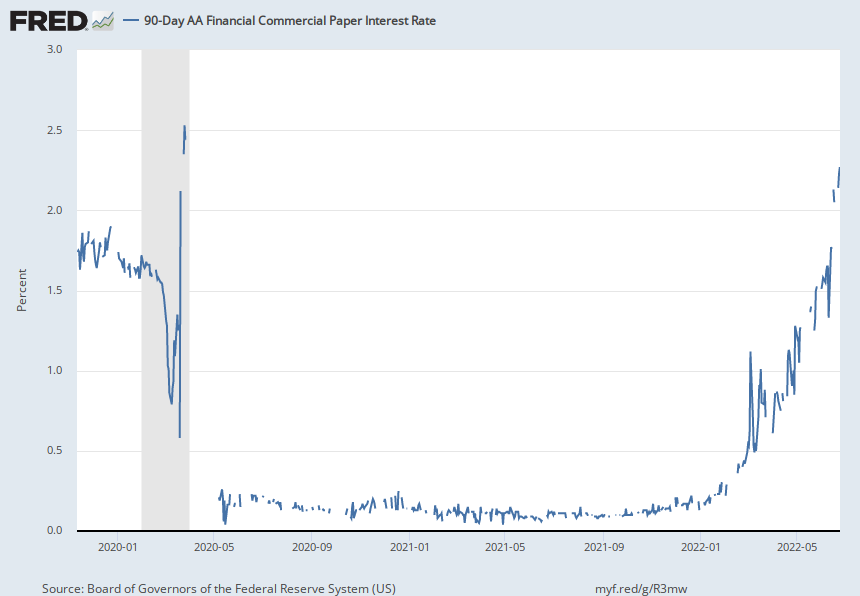 FRED 90-Day AA Financial Commercial Paper Interest Rate
3.0
2.5
2.0
1.5
1.0
0.5
0.0
Percent
2020-01 2020-05 2020-09 2021-01 2021-05 2021-09 2022-01 2022-05
Source: Board of Governors of the Federal Reserve System (US) myf.red/g/R3mw